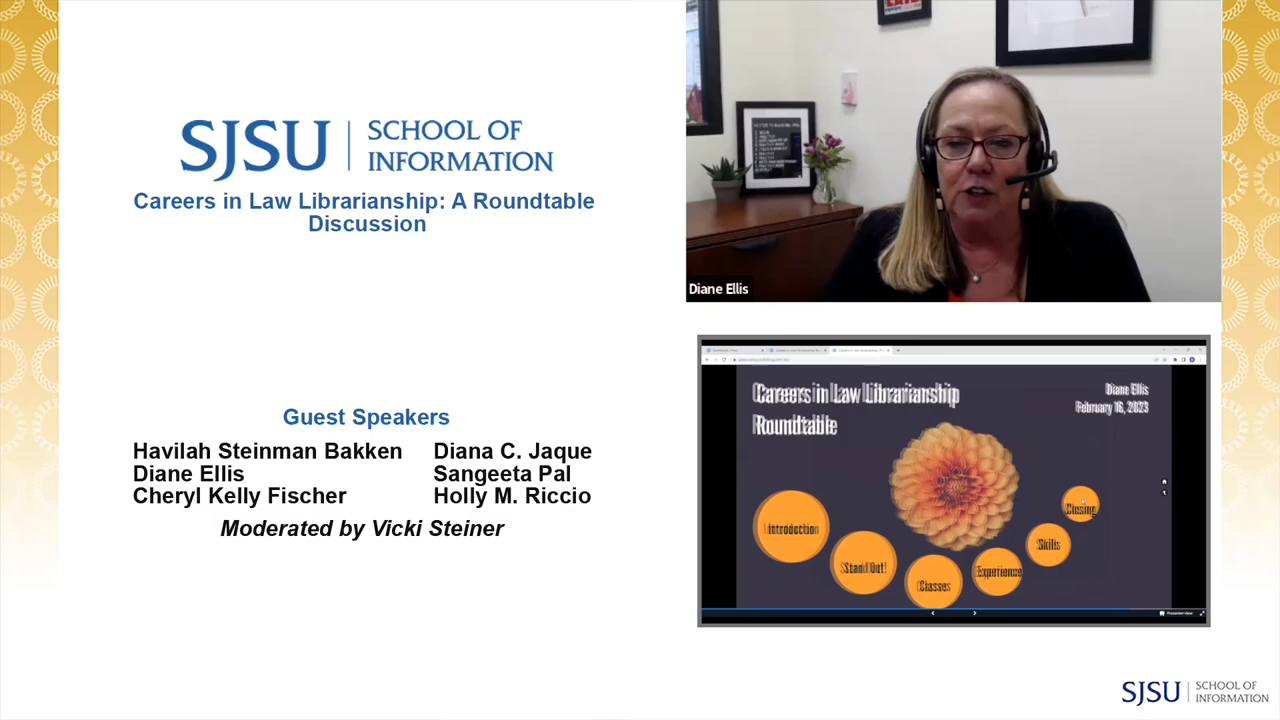 SJSU
SCHOOL OF
INFORMATION
Careers in Law Librarianship: A Roundtable
Discussion
Guest Speakers
Havilah Steinman Bakken
Diane Ellis
Cheryl Kelly Fischer
Diana C. Jaque
Sangeeta Pal
Holly M. Riccio
Moderated by Vicki Steiner
Diane Ellis
Careers in Law Librarianship
Roundtable
Diane Ellis
February 16, 2023
Introduction
Stand Out!
Classes
Experience
Skills
Closing
SJSU
SCHOOL OF
INFORMATION